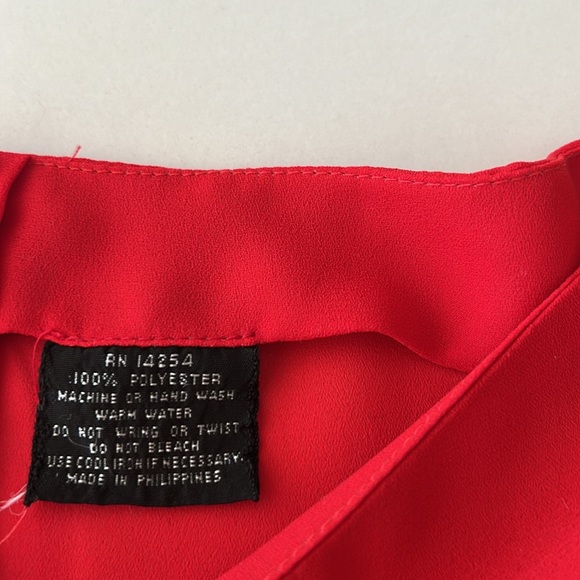 RN 14254
100% POLYESTER
MACHINE OR HAND WASH
WARM WATER
DO NOT WRING OR TWIST
DO NOT BLEACH
USE COOL IRON IF NECESSARY.
MADE IN PHILIPPINES